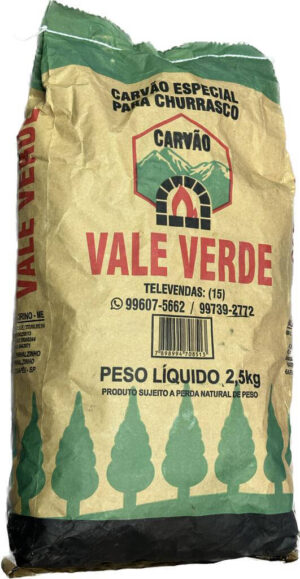 CARVÃO ESPECIAL
PARA CHURRASCO
CARVÃO
VALE VERDE
VALE VERDE
TELEVENDAS: (15)
99607-5662 / 99739-2772
PESO LÍQUIDO 2,5kg
PRODUTO SUJEITO A PERDA NATURAL DE PESO